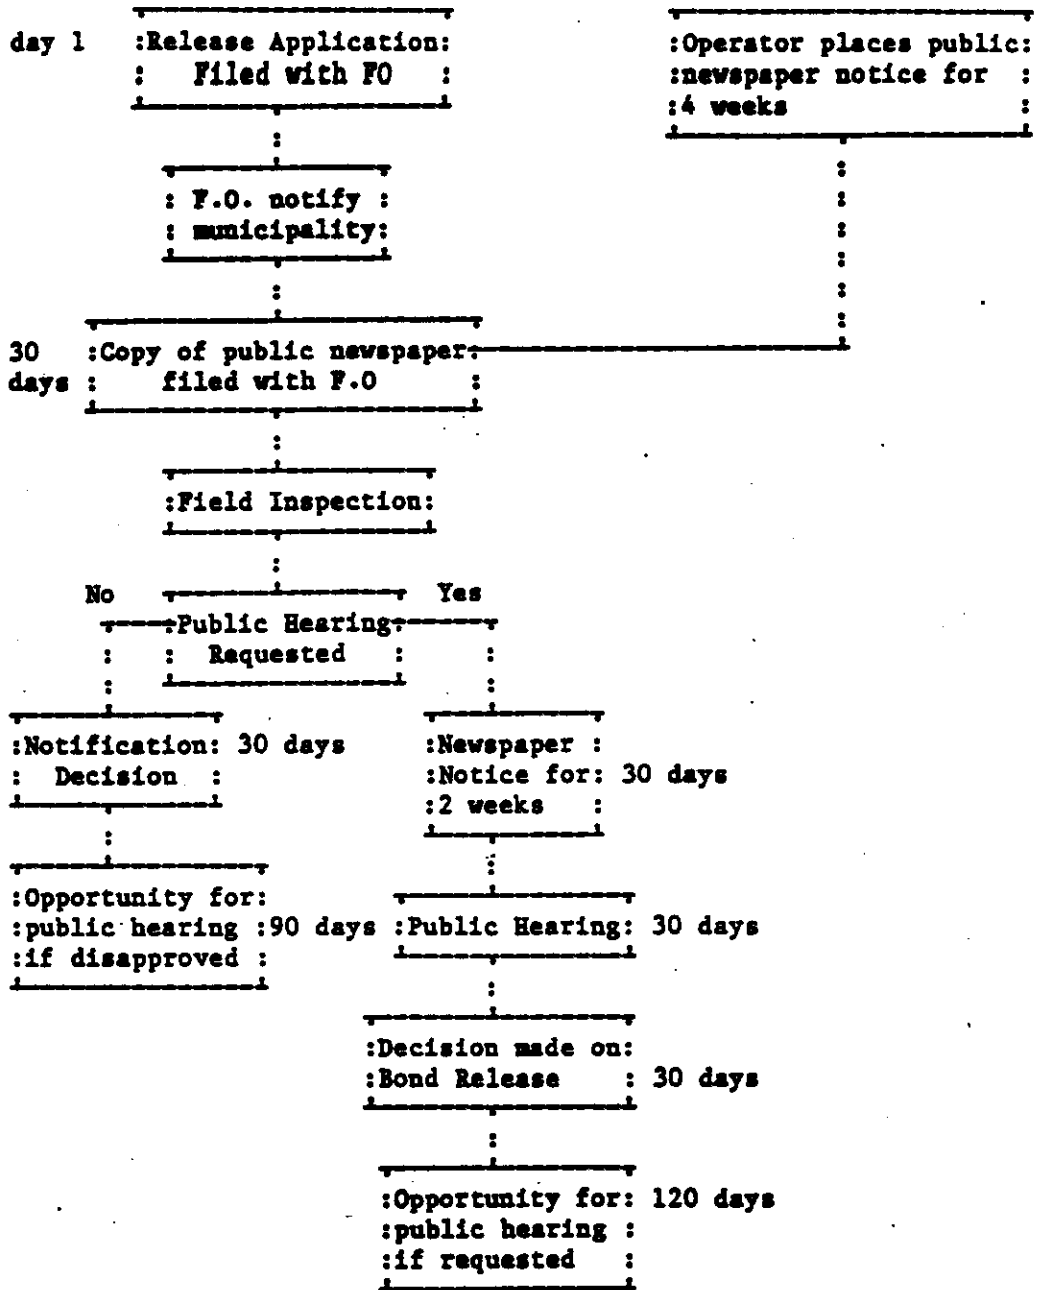 day 1 :Release Application:
: Filed with FO :
:Operator places public:
:newspaper notice for :
:4 weeks :
: F.O. notify :
: municipality:
30 :Copy of public newspaper:
days : filed with F.O :
:Field Inspection:
No Yes
:Public Hearing:
: Requested :
:Notification: 30 days
: Decision :
:Newspaper :
:Notice for: 30 days
:2 weeks :
:Opportunity for:
:public hearing :90 days
:if disapproved :
:Public Hearing: 30 days
:Decision made on:
:Bond Release : 30 days
:Opportunity for: 120 days
:public hearing :
:if requested :